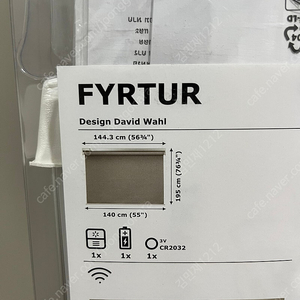 FYRTUR
Design David Wahl
144.3 cm (56¾")
195 cm (76¾")
140 cm (55")
3V
CR2032
1x 1x 1x